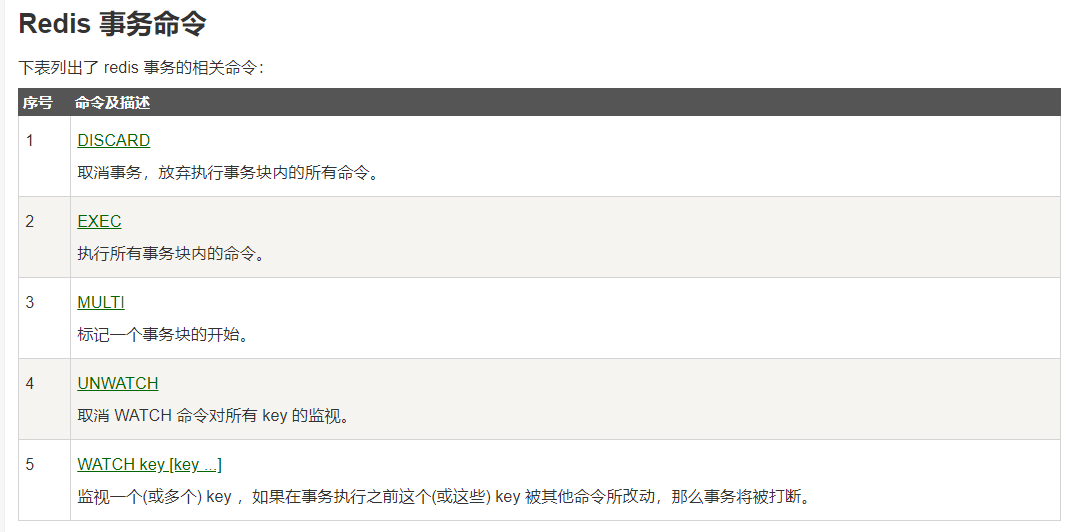 Redis 事务命令
下表列出了 redis 事务的相关命令：
序号 命令及描述
1 DISCARD
取消事务，放弃执行事务块内的所有命令。
2 EXEC
执行所有事务块内的命令。
3 MULTI
标记一个事务块的开始。
4 UNWATCH
取消 WATCH 命令对所有 key 的监视。
5 WATCH key [key ...]
监视一个(或多个) key ，如果在事务执行之前这个(或这些) key 被其他命令所改动，那么事务将被打断。